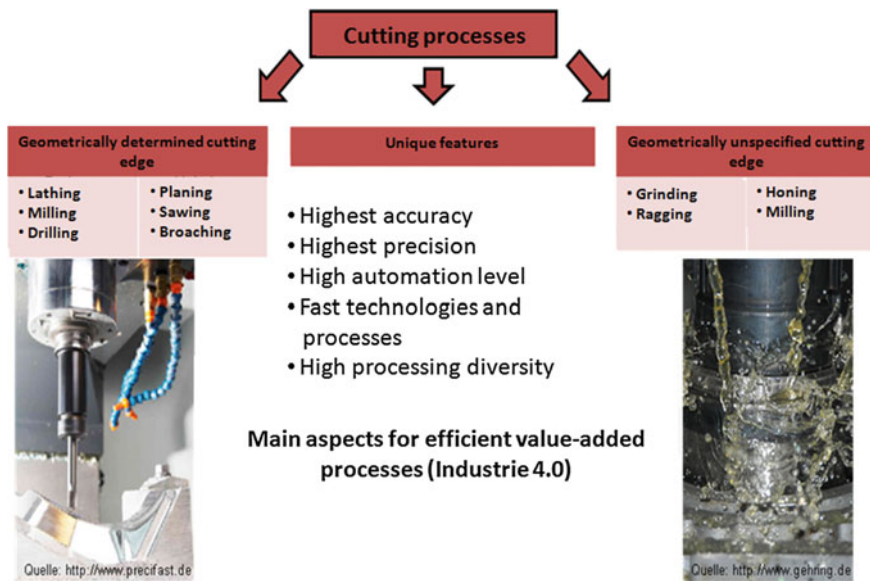 Cutting processes
Geometrically determined cutting
edge
• Lathing
• Milling
• Drilling
• Planing
• Sawing
• Broaching
Unique features
• Highest accuracy
• Highest precision
• High automation level
• Fast technologies and
processes
• High processing diversity
Main aspects for efficient value-added
processes (Industrie 4.0)
Geometrically unspecified cutting
edge
• Grinding
• Ragging
• Honing
• Milling
Quelle: http://www.precifast.de
Quelle: http://www.gehring.de